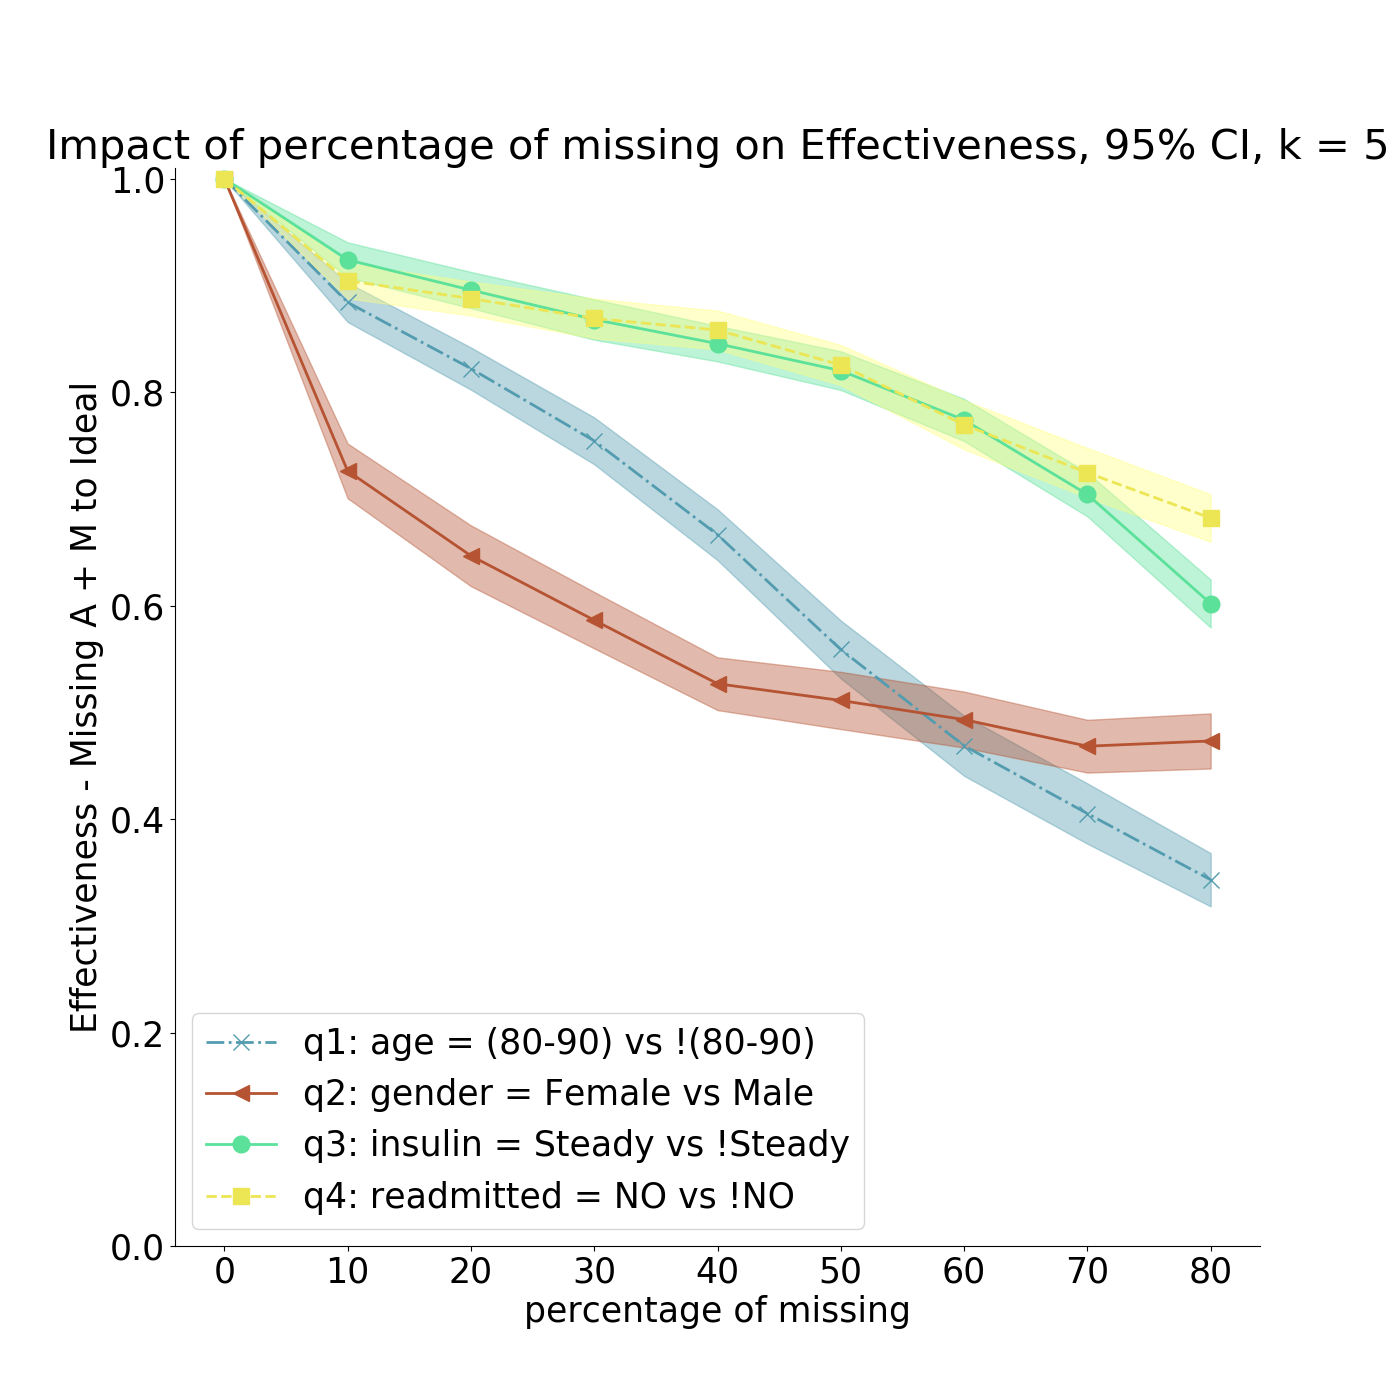 Impact of percentage of missing on Effectiveness, 95% CI, k = 5
Effectiveness - Missing A + M to Ideal
1.0
0.8
0.6
0.4
0.2
0.0
q1: age = (80-90) vs !(80-90)
q2: gender = Female vs Male
q3: insulin = Steady vs !Steady
q4: readmitted = NO vs !NO
0 10 20 30 40 50 60 70 80
percentage of missing